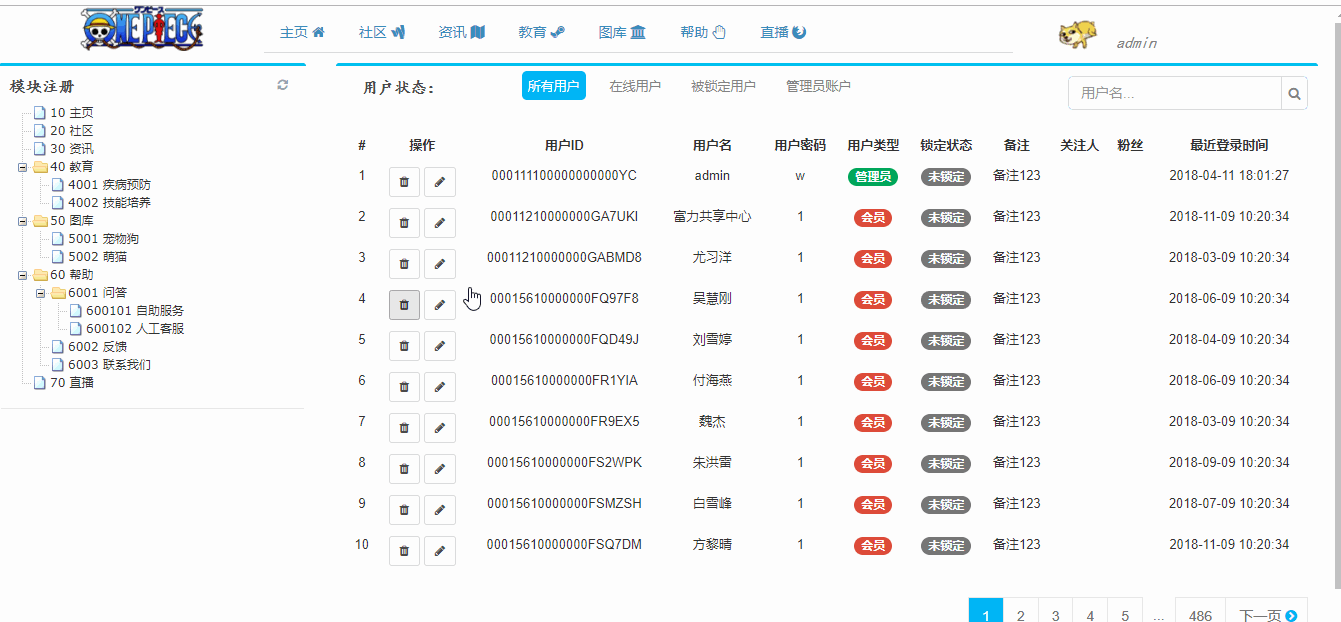 ワンピース
ONE PIECE
主页 社区 资讯 教育 图库 帮助 直播
admin
模块注册
10 主页
20 社区
30 资讯
40 教育
4001 疾病预防
4002 技能培养
50 图库
5001 宠物狗
5002 萌猫
60 帮助
6001 问答
600101 自助服务
600102 人工客服
6002 反馈
6003 联系我们
70 直播
用户状态： 所有用户 在线用户 被锁定用户 管理员账户 用户名...
# 操作 用户ID 用户名 用户密码 用户类型 锁定状态 备注 关注人 粉丝 最近登录时间
1 000111100000000000YC admin w 管理员 未锁定 备注123 2018-04-11 18:01:27
2 00011210000000GA7UKI 富力共享中心 1 会员 未锁定 备注123 2018-11-09 10:20:34
3 00011210000000GABMD8 尤习洋 1 会员 未锁定 备注123 2018-03-09 10:20:34
4 00015610000000FQ97F8 吴慧刚 1 会员 未锁定 备注123 2018-06-09 10:20:34
5 00015610000000FQD49J 刘雪婷 1 会员 未锁定 备注123 2018-04-09 10:20:34
6 00015610000000FR1YIA 付海燕 1 会员 未锁定 备注123 2018-06-09 10:20:34
7 00015610000000FR9EX5 魏杰 1 会员 未锁定 备注123 2018-03-09 10:20:34
8 00015610000000FS2WPK 朱洪雷 1 会员 未锁定 备注123 2018-09-09 10:20:34
9 00015610000000FSMZSH 白雪峰 1 会员 未锁定 备注123 2018-07-09 10:20:34
10 00015610000000FSQ7DM 方黎晴 1 会员 未锁定 备注123 2018-11-09 10:20:34
1 2 3 4 5 ... 486 下一页